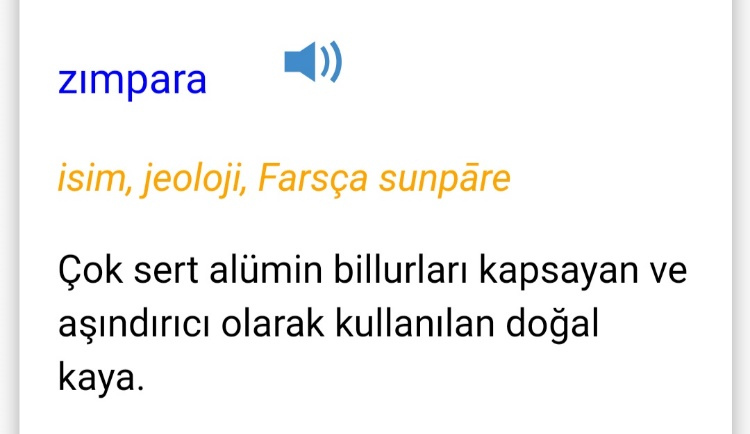 zımpara
isim, jeoloji, Farsça sunpāre
Çok sert alümin billurları kapsayan ve
aşındırıcı olarak kullanılan doğal
kaya.